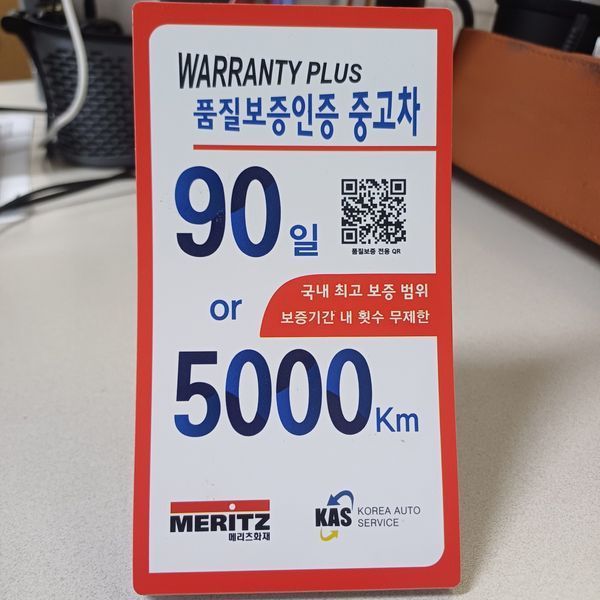 WARRANTY PLUS
품질보증인증 중고차
90일
품질보증 전용 QR
or
국내 최고 보증 범위
보증기간 내 횟수 무제한
5000Km
MERITZ
메리츠화재
KAS
KOREA AUTO
SERVICE